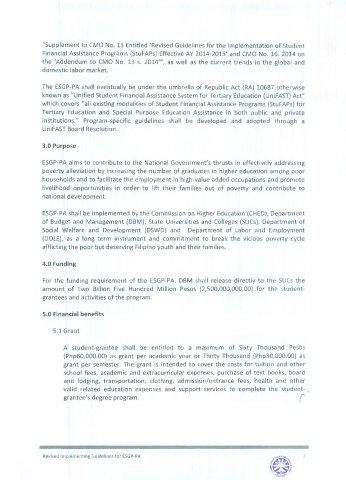 "Supplement to CMO No. 13 Entitled 'Revised Guidelines for the Implementation of Student
Financial Assistance Programs (StuFAPs) Effective AY 2014-2015' and CMO No. 16, 2014 on
the 'Addendum to CMO No. 13 s. 2014'", as well as the current trends in the global and
domestic labor market.
The ESGP-PA shall eventually be under the umbrella of Republic Act (RA) 10687 otherwise
known as "Unified Student Financial Assistance System for Tertiary Education (UniFAST) Act"
which covers "all existing modalities of Student Financial Assistance Programs (StuFAPs) for
Tertiary Education and Special Purpose Education Assistance in both public and private
institutions." Program-specific guidelines shall be developed and adopted through a
UniFAST Board Resolution.
3.0 Purpose
ESGP-PA aims to contribute to the National Government's thrusts in effectively addressing
poverty alleviation by increasing the number of graduates in higher education among poor
households and to facilitate the employment in high-value added occupations and promote
livelihood opportunities in order to lift their families out of poverty and contribute to
national development.
ESGP-PA shall be implemented by the Commission on Higher Education (CHED), Department
of Budget and Management (DBM), State Universities and Colleges (SUCs), Department of
Social Welfare and Development (DSWD) and Department of Labor and Employment
(DOLE), as a long term instrument and commitment to break the vicious poverty cycle
afflicting the poor but deserving Filipino youth and their families.
4.0 Funding
For the funding requirement of the ESGP-PA, DBM shall release directly to the SUCs the
amount of Two Billion Five Hundred Million Pesos (2,500,000,000.00) for the student-
grantees and activities of the program.
5.0 Financial benefits
5.1 Grant
A student-grantee shall be entitled to a maximum of Sixty Thousand Pesos
(Php60,000.00) as grant per academic year or Thirty Thousand (Php30,000.00) as
grant per semester. The grant is intended to cover the costs for tuition and other
school fees, academic and extracurricular expenses, purchase of text books, board
and lodging, transportation, clothing, admission/entrance fees, health and other
valid related education expenses and support services to complete the student-
grantee's degree program.
Revised Implementing Guidelines for ESGP-PA